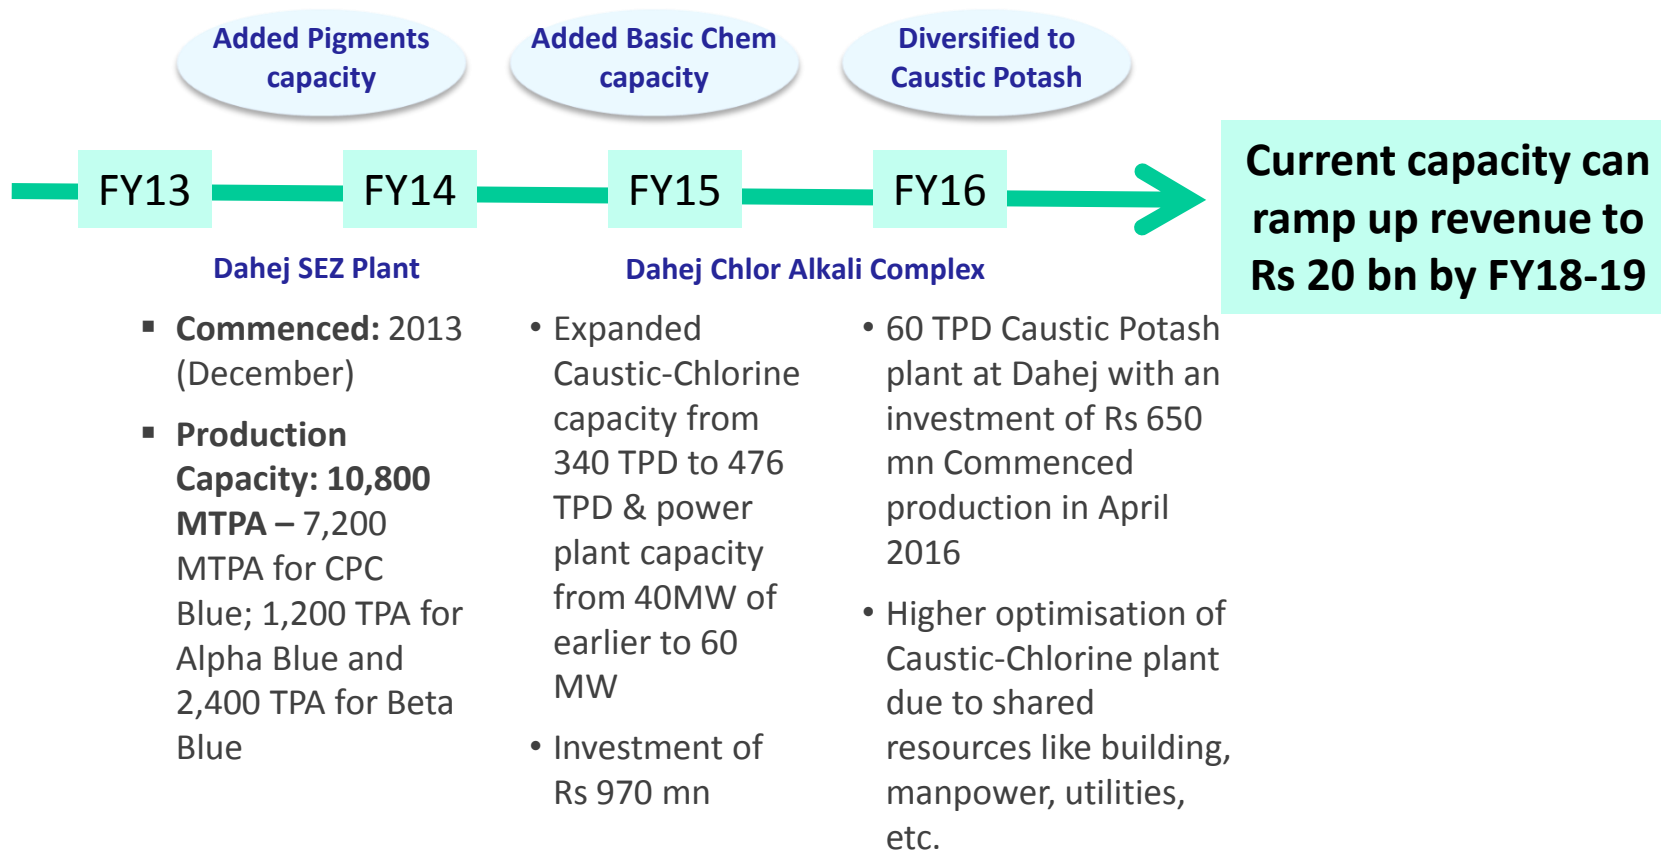 Added Pigments
capacity
Added Basic Chem
capacity
Diversified to
Caustic Potash
FY13
FY14
FY15
FY16
Current capacity can
ramp up revenue to
Rs 20 bn by FY18-19
Dahej SEZ Plant
▪ Commenced: 2013
(December)
▪ Production
Capacity: 10,800
MTPA – 7,200
MTPA for CPC
Blue; 1,200 TPA for
Alpha Blue and
2,400 TPA for Beta
Blue
Dahej Chlor Alkali Complex
• Expanded
Caustic-Chlorine
capacity from
340 TPD to 476
TPD & power
plant capacity
from 40MW of
earlier to 60
MW
• Investment of
Rs 970 mn
• 60 TPD Caustic Potash
plant at Dahej with an
investment of Rs 650
mn Commenced
production in April
2016
• Higher optimisation of
Caustic-Chlorine plant
due to shared
resources like building,
manpower, utilities,
etc.